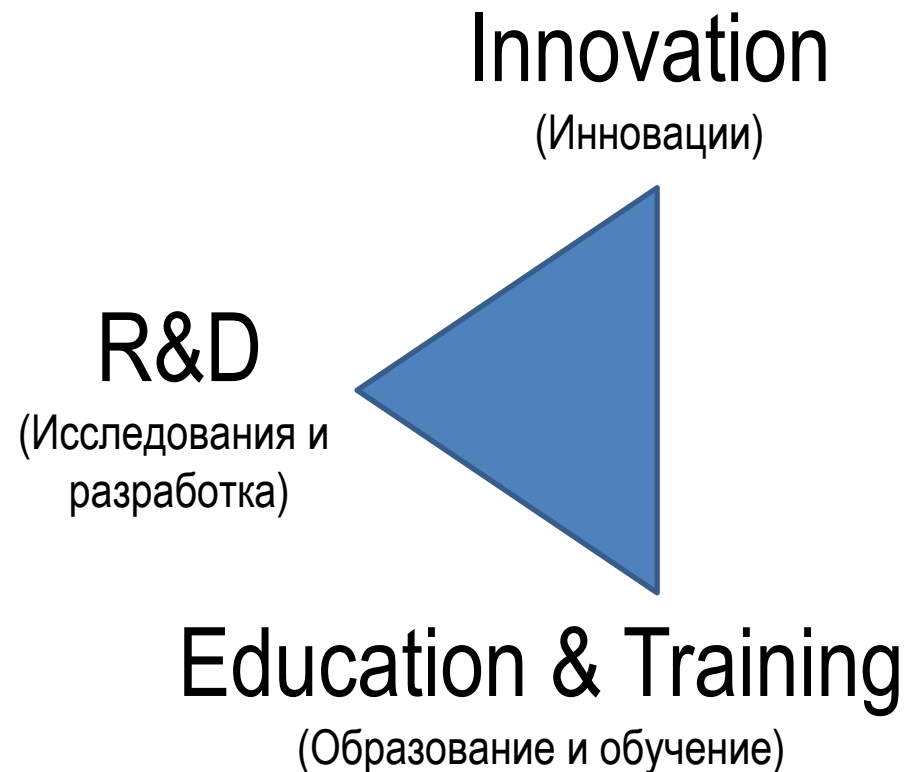 Innovation
(Инновации)
R&D
(Исследования и
разработка)
Education & Training
(Образование и обучение)